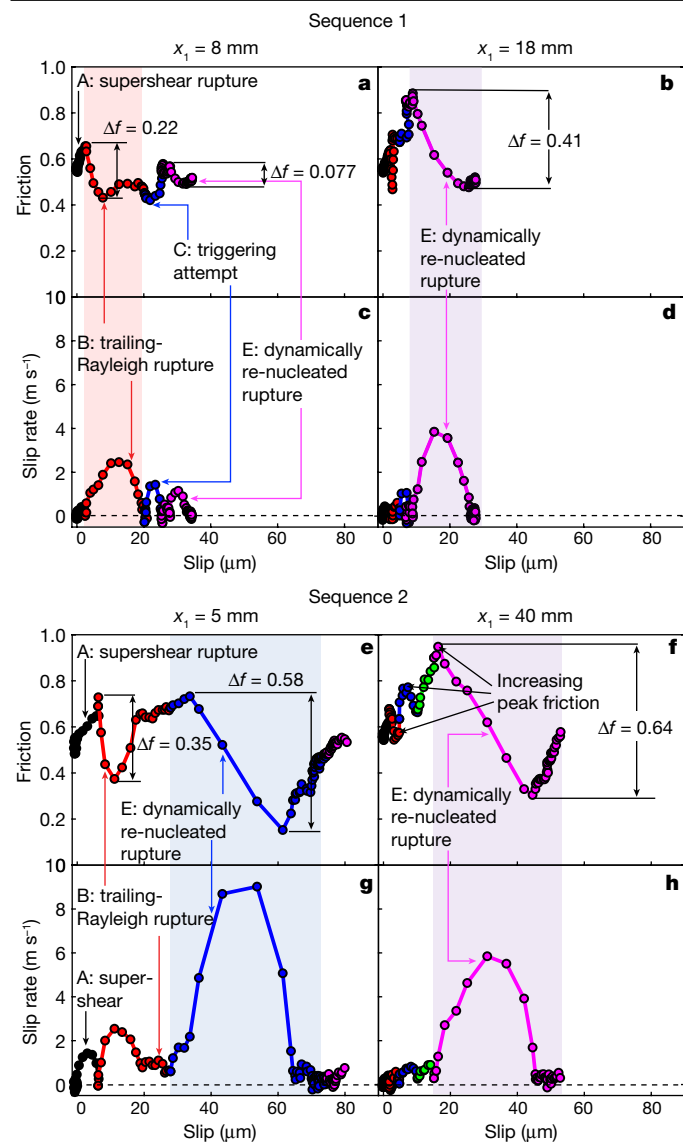 Sequence 1
x₁ = 8 mm
x₁ = 18 mm
1.0
A: supershear rupture
a
b
Δf = 0.22
0.8
Δf = 0.41
0.6
Friction
Δf = 0.077
0.4
C: triggering
attempt
E: dynamically
re-nucleated
rupture
0.2
10
c
d
B: trailing-
Rayleigh rupture
E: dynamically
re-nucleated
rupture
8
6
Slip rate (m s⁻¹)
4
2
0
0 20 40 60 80
0 20 40 60 80
Slip (μm)
Slip (μm)
Sequence 2
x₁ = 5 mm
x₁ = 40 mm
1.0
A: supershear rupture
e
f
Δf = 0.58
Increasing
peak friction
0.8
0.6
Friction
Δf = 0.35
Δf = 0.64
0.4
E: dynamically
re-nucleated
rupture
E: dynamically
re-nucleated
rupture
0.2
10
g
h
B: trailing-
Rayleigh rupture
8
6
Slip rate (m s⁻¹)
A: super-
shear
4
2
0
0 20 40 60 80
0 20 40 60 80
Slip (μm)
Slip (μm)